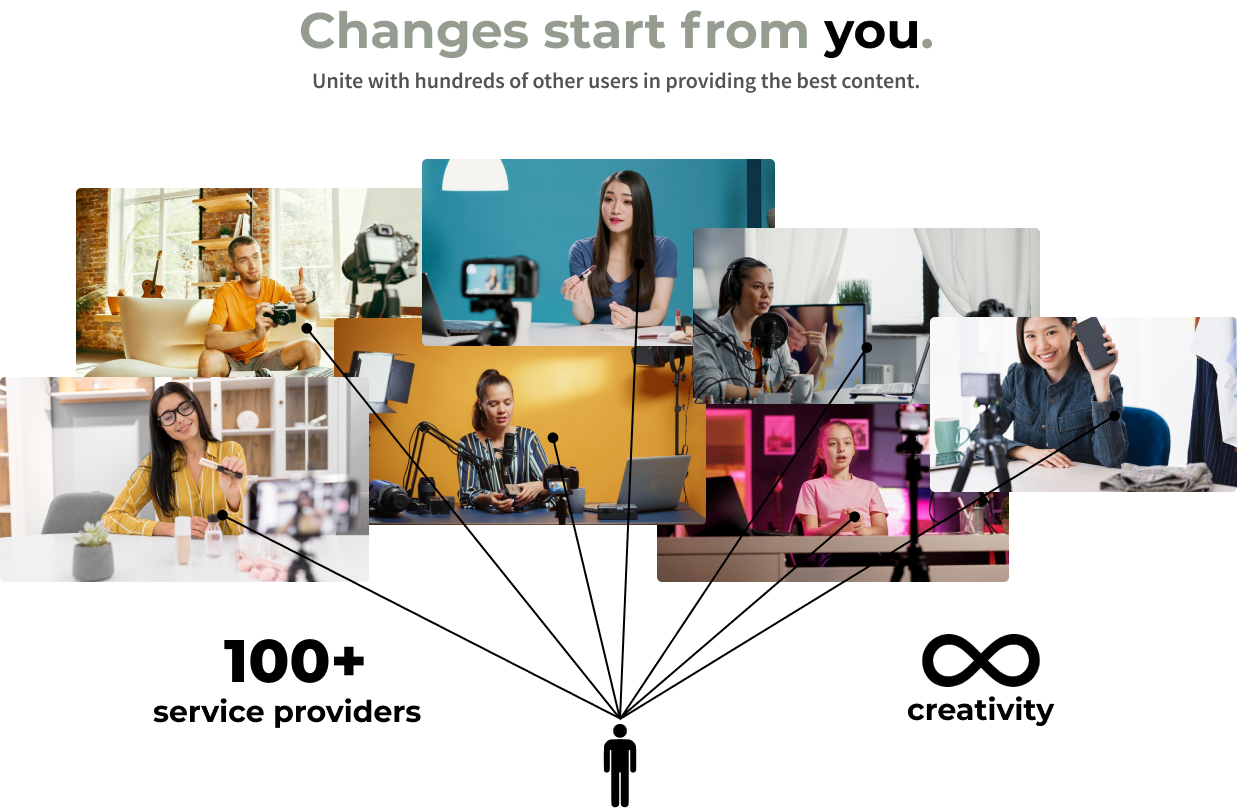 Changes start from you.
Unite with hundreds of other users in providing the best content.
100+
service providers
∞
creativity